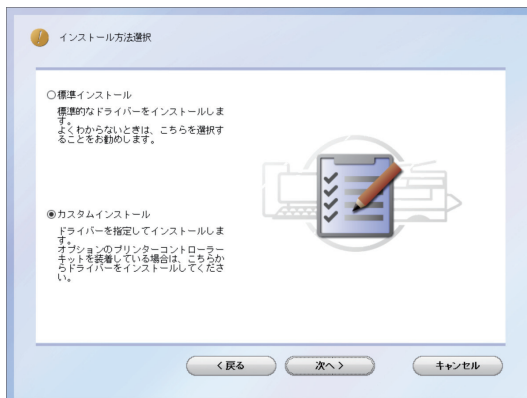 インストール方法選択
○標準インストール
標準的なドライバーをインストールしま
す。
よくわからないときは、こちらを選択す
ることをお勧めします。
◉カスタムインストール
ドライバーを指定してインストールしま
す。
オプションのプリンターコントローラー
キットを装着している場合は、こちらか
らドライバーをインストールしてくださ
い。
＜戻る
次へ＞
キャンセル